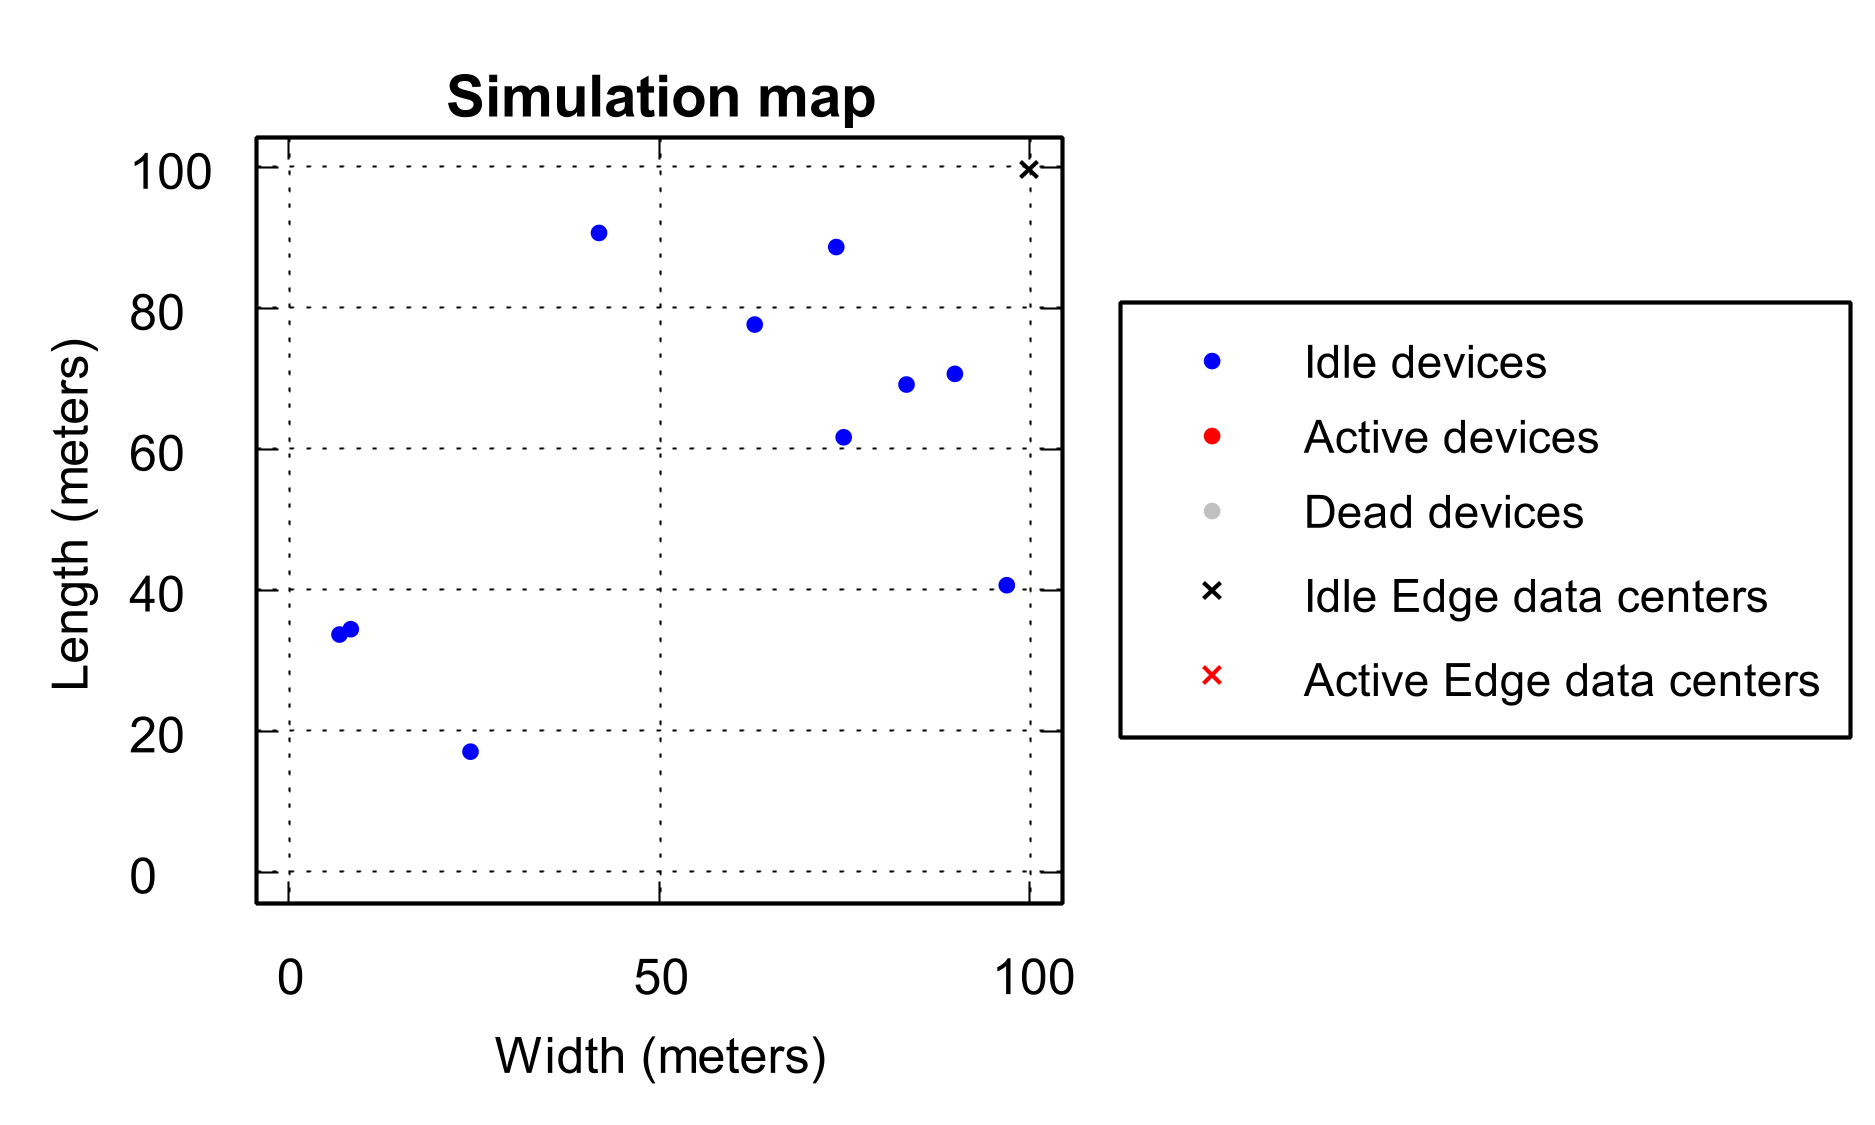 Simulation map
100
80
60
40
20
0
Length (meters)
0 50 100
Width (meters)
Idle devices
Active devices
Dead devices
Idle Edge data centers
Active Edge data centers